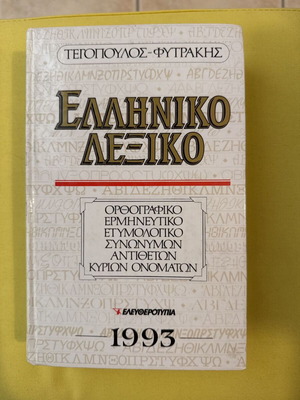 ΤΕΓΟΠΟΥΛΟΣ-ΦΥΤΡΑΚΗΣ
ΕΛΛΗΝΙΚΟ
ΛΕΞΙΚΟ
ΟΡΘΟΓΡΑΦΙΚΟ
ΕΡΜΗΝΕΥΤΙΚΟ
ΕΤΥΜΟΛΟΓΙΚΟ
ΣΥΝΩΝΥΜΩΝ
ΑΝΤΙΘΕΤΩΝ
ΚΥΡΙΩΝ ΟΝΟΜΑΤΩΝ
ΕΛΕΥΘΕΡΟΤΥΠΙΑ
1993